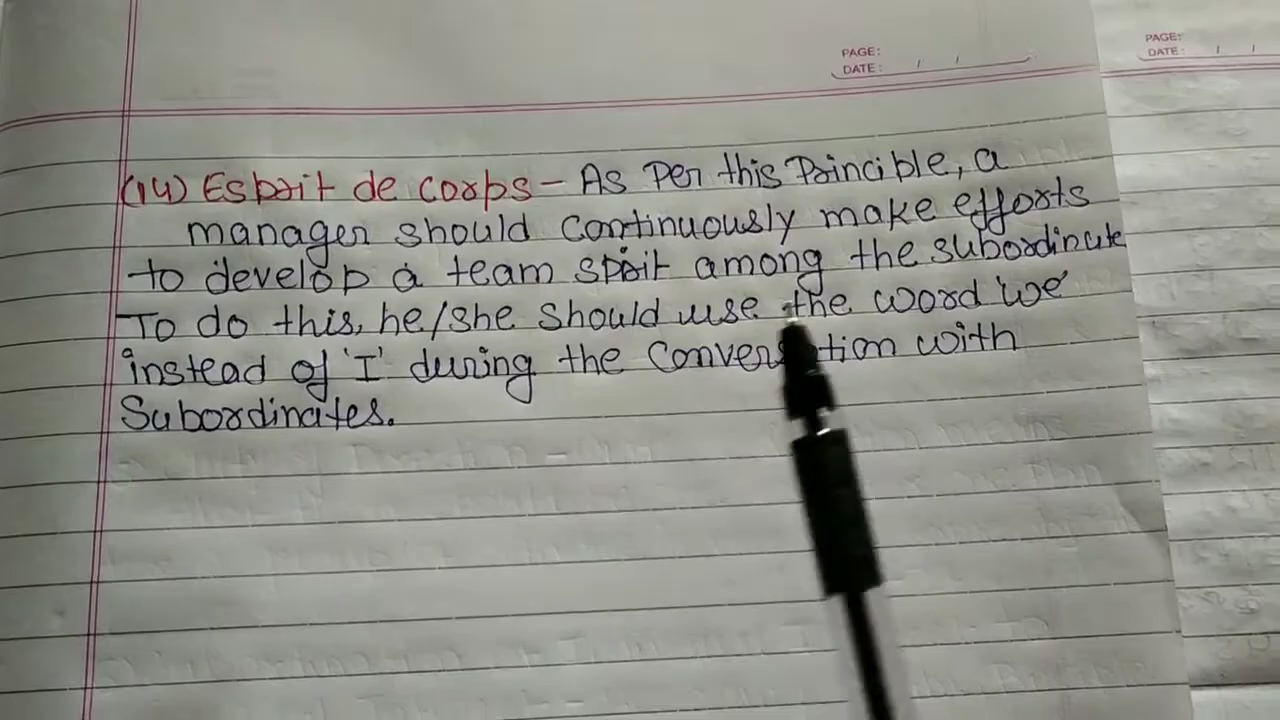 PAGE:
DATE: / /
PAGE:
DATE: / /
(14) Esprit de corps - As Per this Principle, a
manager should continuously make efforts
to develop a team spirit among the subordinate
To do this, he/she should use the word 'we'
instead of 'I' during the Conversation with
Subordinates.